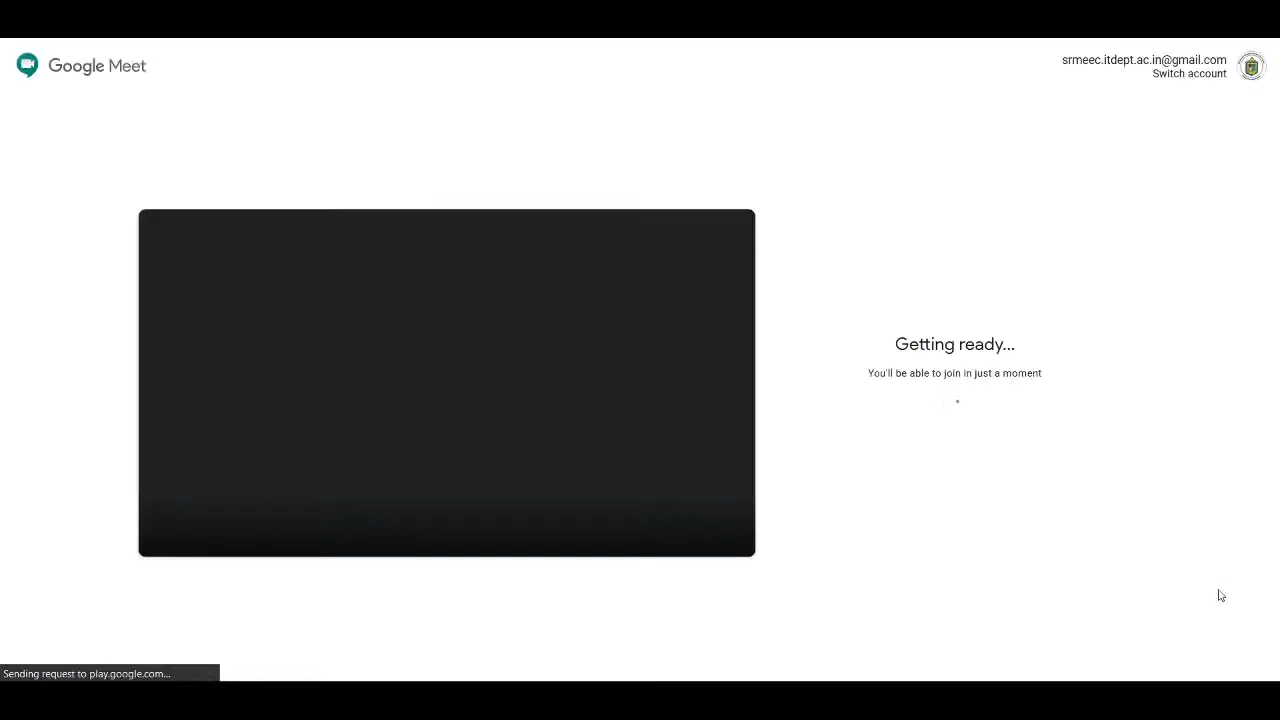 Google Meet
srmeec.itdept.ac.in@gmail.com
Switch account
Getting ready...
You'll be able to join in just a moment
Sending request to play.google.com...